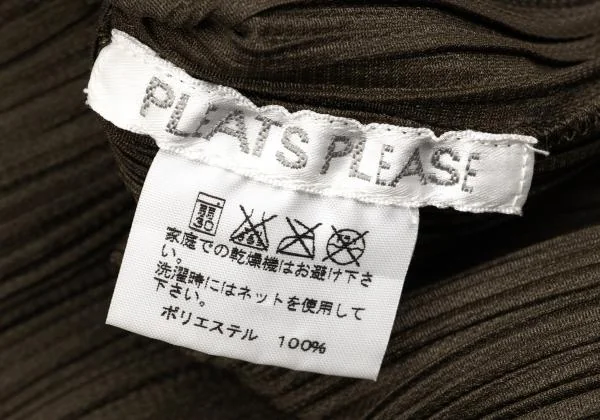 PLEATS PLEASE
30
家庭での乾燥機はお避け下さ
い。
洗濯時にはネットを使用して
下さい。
ポリエステル 100%